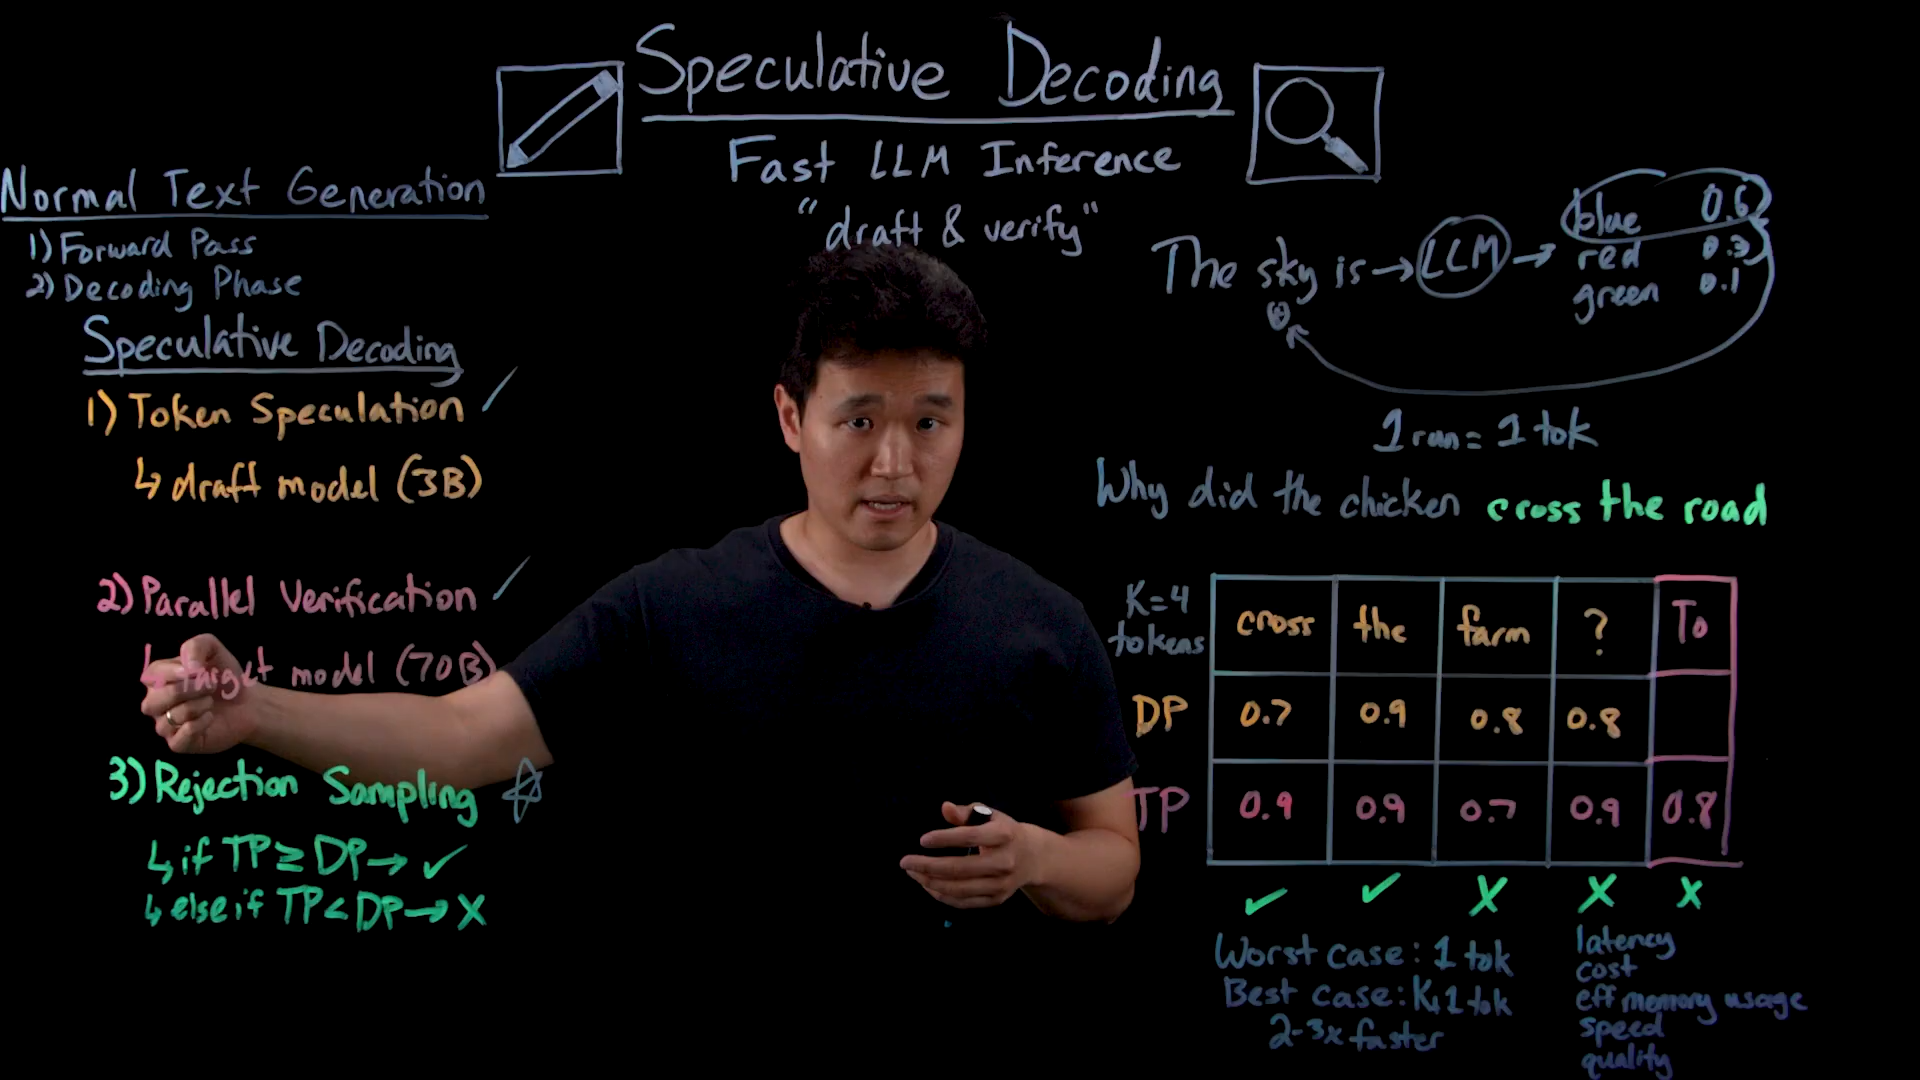 Speculative Decoding
Fast LLM Inference
"draft & verify"
Normal Text Generation
1) Forward Pass
2) Decoding Phase
Speculative Decoding
1) Token Speculation ✓
↳ draft model (3B)
2) Parallel Verification ✓
↳ target model (70B)
3) Rejection Sampling ☆
↳ if TP ≥ DP → ✓
↳ else if TP < DP → X
The sky is → LLM →
blue 0.6
red 0.3
green 0.1
1 run = 1 tok
Why did the chicken cross the road
K=4 tokens cross the farm ? To
DP 0.7 0.9 0.8 0.8
TP 0.9 0.9 0.7 0.9 0.8
✓ ✓ X X X
Worst case: 1 tok
Best case: K+1 tok
2-3x faster
latency
cost
eff memory usage
speed
quality